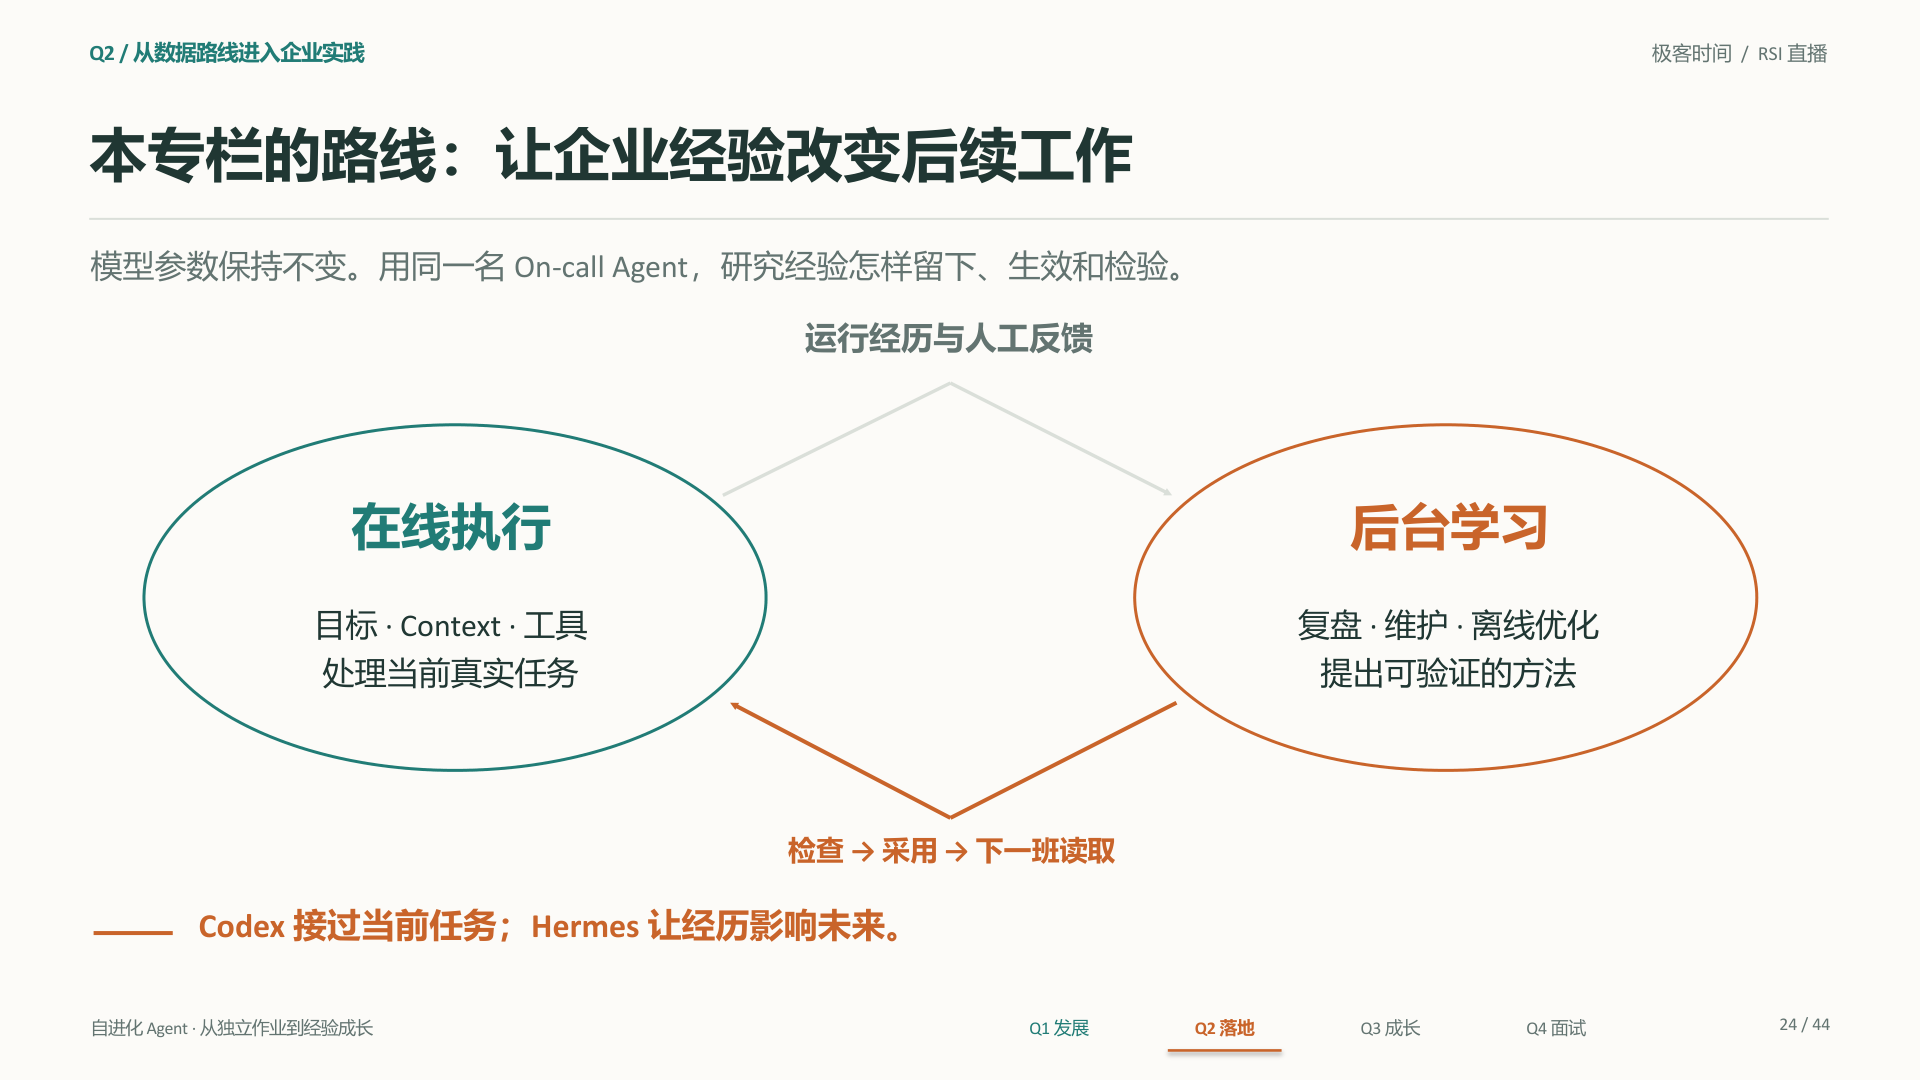 Q2 / 从数据路线进入企业实践
极客时间 / RSI 直播
本专栏的路线：让企业经验改变后续工作
模型参数保持不变。用同一名 On-call Agent，研究经验怎样留下、生效和检验。
运行经历与人工反馈
在线执行
目标 · Context · 工具
处理当前真实任务
后台学习
复盘 · 维护 · 离线优化
提出可验证的方法
检查 → 采用 → 下一班读取
Codex 接过当前任务；Hermes 让经历影响未来。
自进化 Agent · 从独立作业到经验成长
Q1 发展
Q2 落地
Q3 成长
Q4 面试
24 / 44